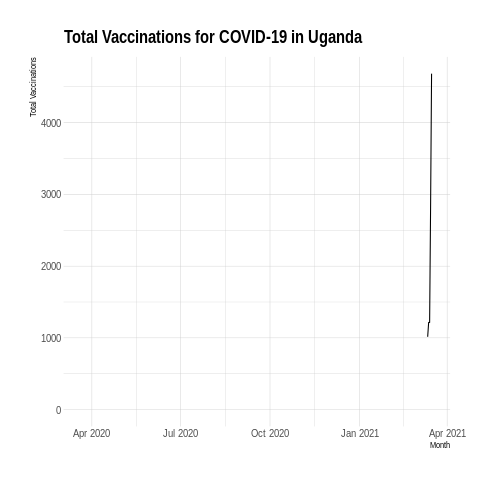 Total Vaccinations for COVID-19 in Uganda
Total Vaccinations
4000
3000
2000
1000
0
Apr 2020 Jul 2020 Oct 2020 Jan 2021 Apr 2021
Month